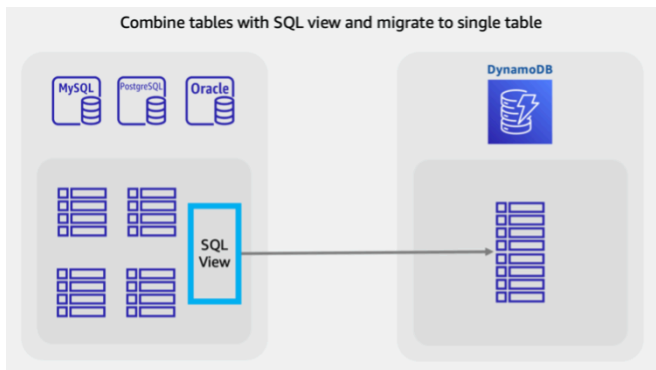 Combine tables with SQL view and migrate to single table
MySQL
PostgreSQL
Oracle
DynamoDB
SQL
View